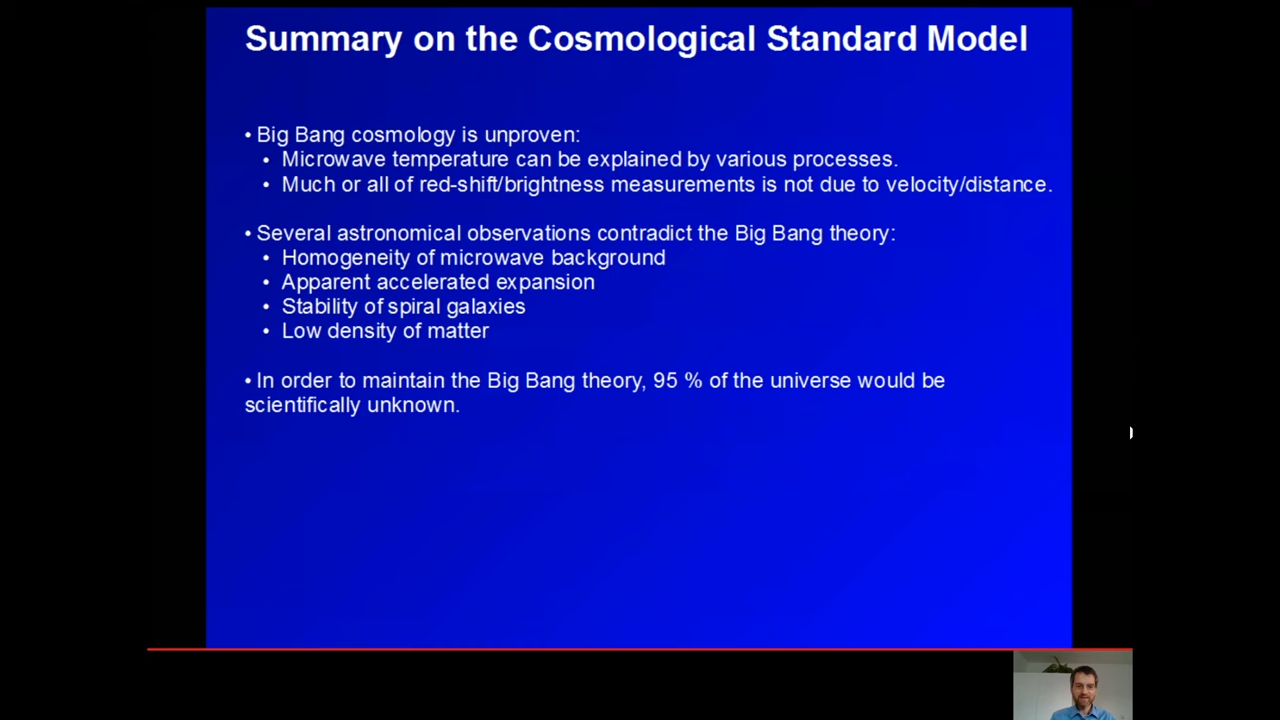 Summary on the Cosmological Standard Model
• Big Bang cosmology is unproven:
• Microwave temperature can be explained by various processes.
• Much or all of red-shift/brightness measurements is not due to velocity/distance.
• Several astronomical observations contradict the Big Bang theory:
• Homogeneity of microwave background
• Apparent accelerated expansion
• Stability of spiral galaxies
• Low density of matter
• In order to maintain the Big Bang theory, 95 % of the universe would be
scientifically unknown.